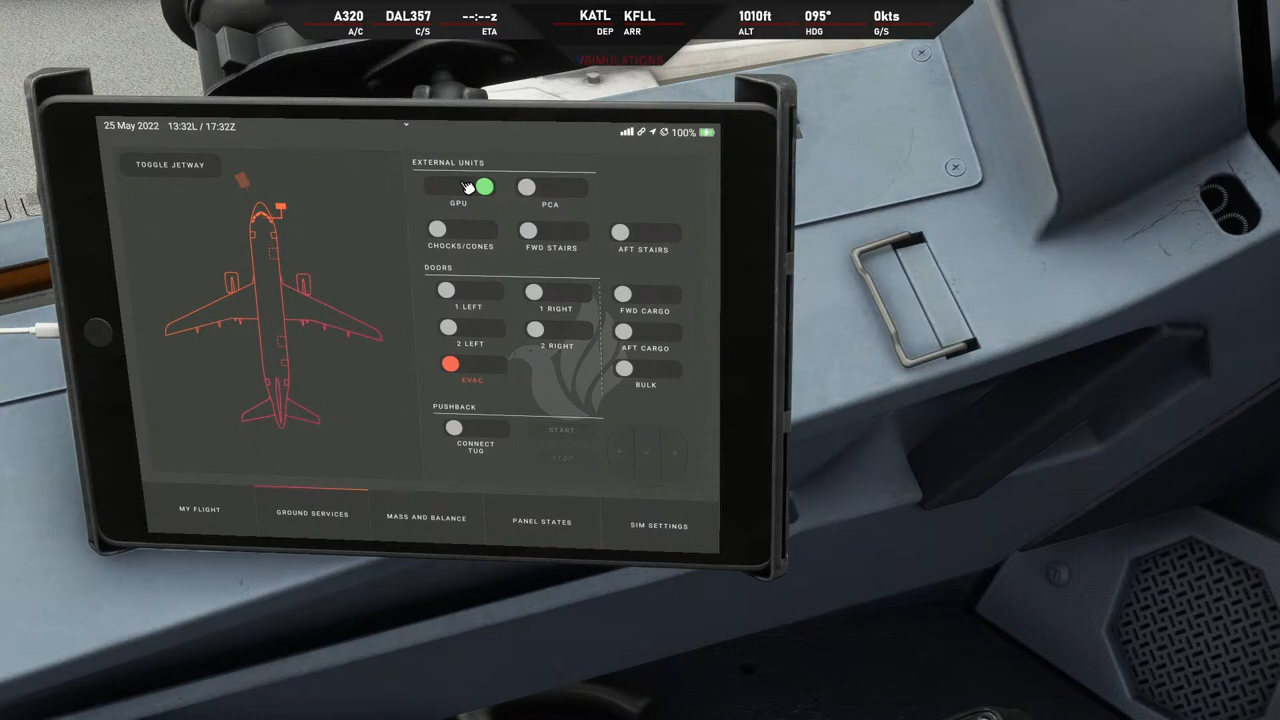 A320 DAL357 --:--z KATL KFLL 1010ft 095° 0kts
A/C C/S ETA DEP ARR ALT HDG G/S
/SIMULATIONS
25 May 2022 13:32L / 17:32Z 100%
TOGGLE JETWAY
EXTERNAL UNITS
GPU PCA
CHOCKS/CONES FWD STAIRS AFT STAIRS
DOORS
1 LEFT 1 RIGHT FWD CARGO
2 LEFT 2 RIGHT AFT CARGO
EVAC BULK
PUSHBACK
START
CONNECT
TUG
STOP
MY FLIGHT GROUND SERVICES MASS AND BALANCE PANEL STATES SIM SETTINGS